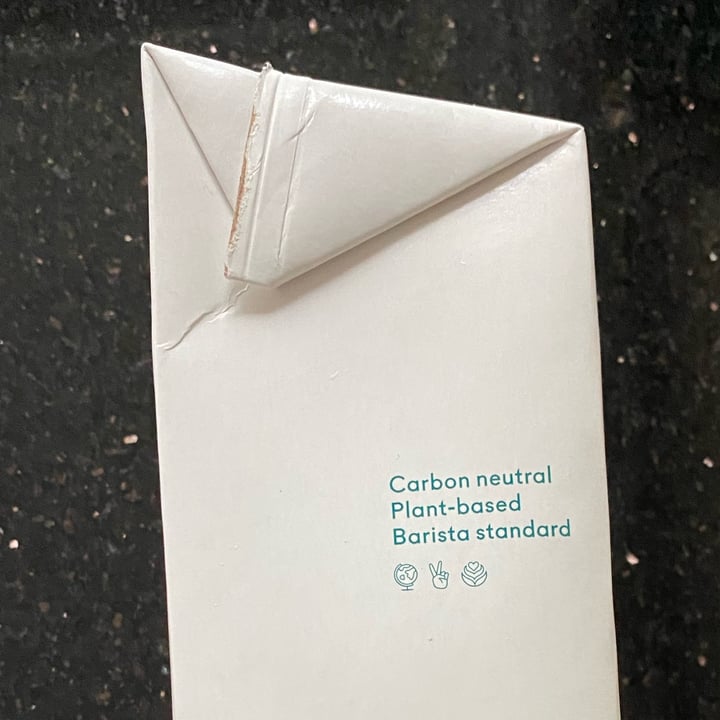 Carbon neutral
Plant-based
Barista standard